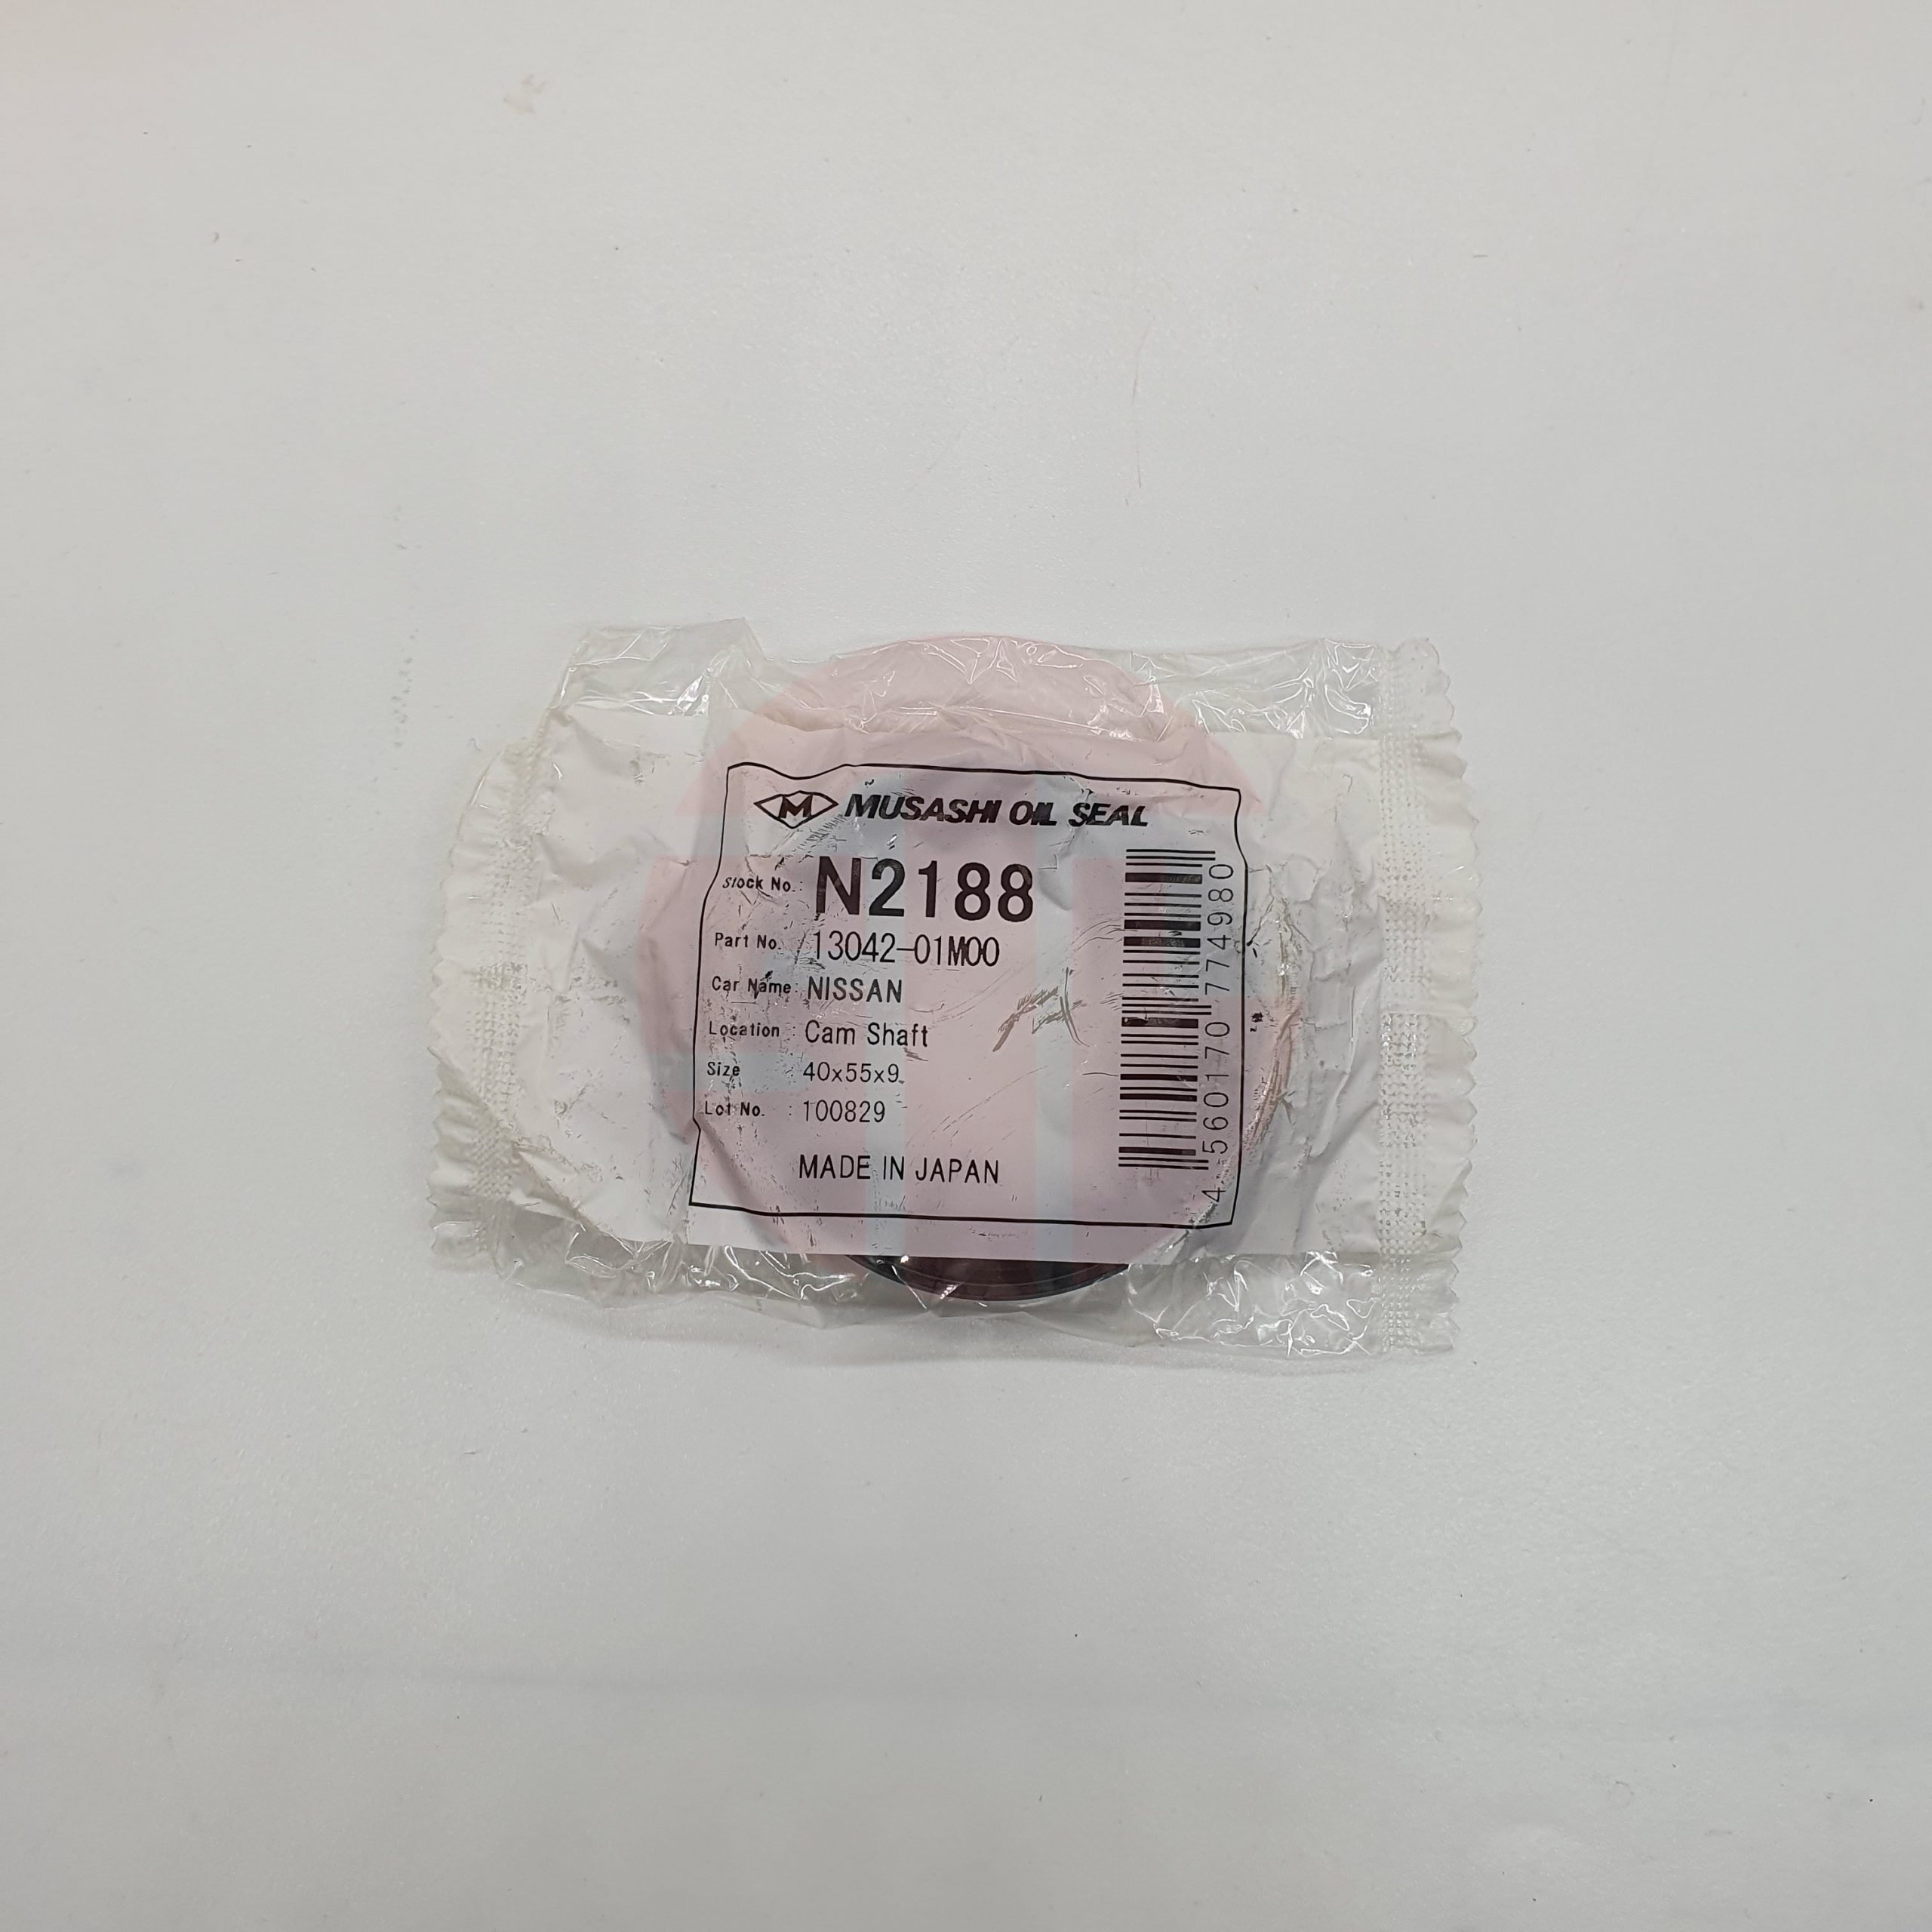 M MUSASHI OIL SEAL
Stock No.: N2188
Part No. : 13042-01M00
Car Name: NISSAN
Location : Cam Shaft
Size : 40x55x9
Lot No. : 100829
MADE IN JAPAN
4 560170 774980